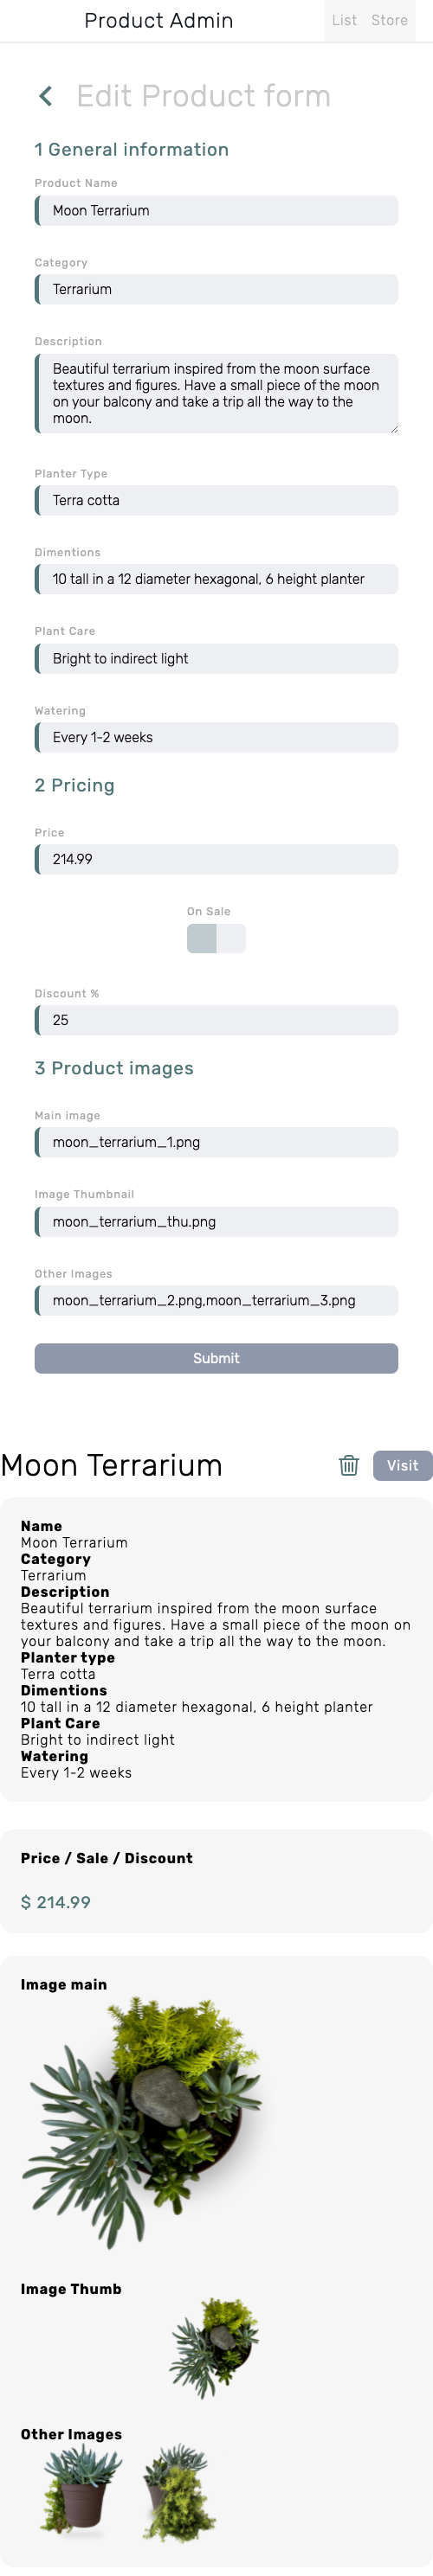 Product Admin
List Store
Edit Product form
1 General information
Product Name
Moon Terrarium
Category
Terrarium
Description
Beautiful terrarium inspired from the moon surface
textures and figures. Have a small piece of the moon
on your balcony and take a trip all the way to the
moon.
Planter Type
Terra cotta
Dimentions
10 tall in a 12 diameter hexagonal, 6 height planter
Plant Care
Bright to indirect light
Watering
Every 1-2 weeks
2 Pricing
Price
214.99
On Sale
Discount %
25
3 Product images
Main image
moon_terrarium_1.png
Image Thumbnail
moon_terrarium_thu.png
Other Images
moon_terrarium_2.png,moon_terrarium_3.png
Submit
Moon Terrarium
Visit
Name
Moon Terrarium
Category
Terrarium
Description
Beautiful terrarium inspired from the moon surface
textures and figures. Have a small piece of the moon on
your balcony and take a trip all the way to the moon.
Planter type
Terra cotta
Dimentions
10 tall in a 12 diameter hexagonal, 6 height planter
Plant Care
Bright to indirect light
Watering
Every 1-2 weeks
Price / Sale / Discount
$ 214.99
Image main
Image Thumb
Other Images